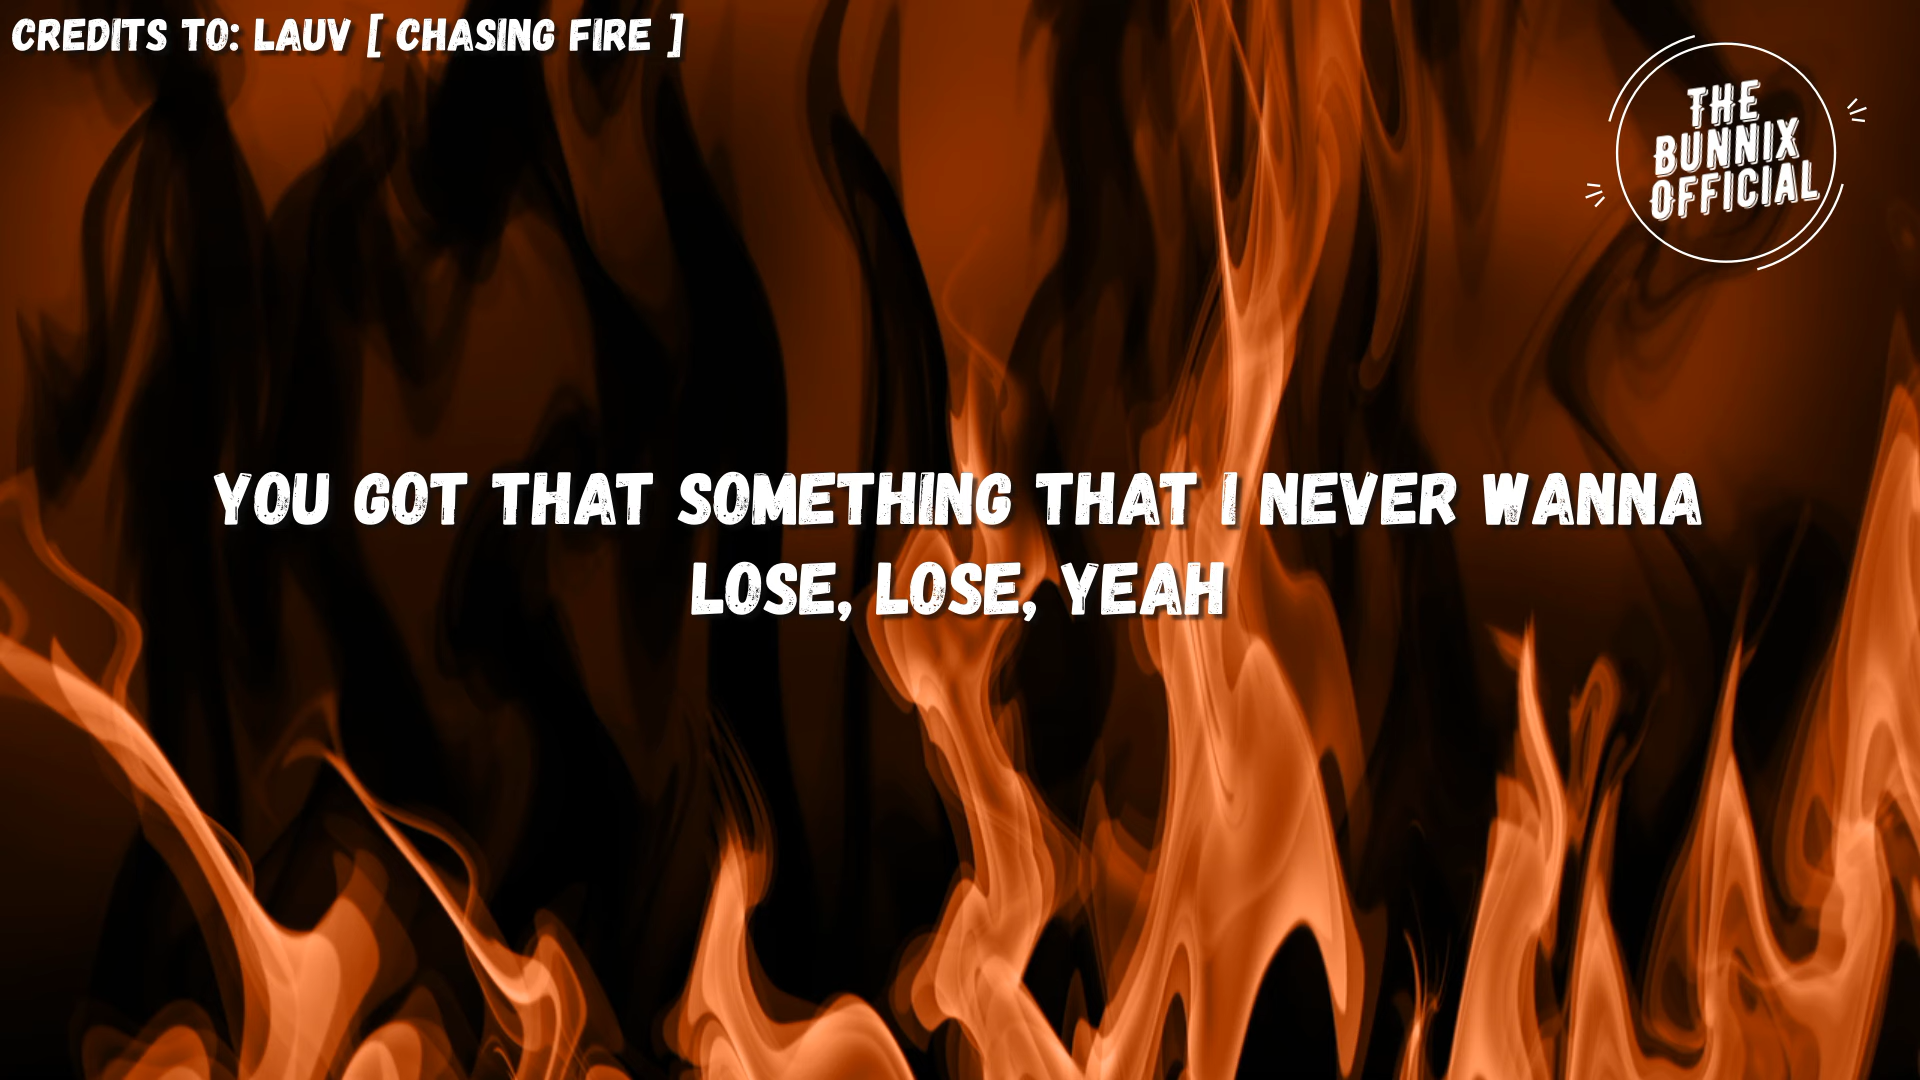 CREDITS TO: LAUV [ CHASING FIRE ]
THE
BUNNIX
OFFICIAL
YOU GOT THAT SOMETHING THAT I NEVER WANNA
LOSE, LOSE, YEAH